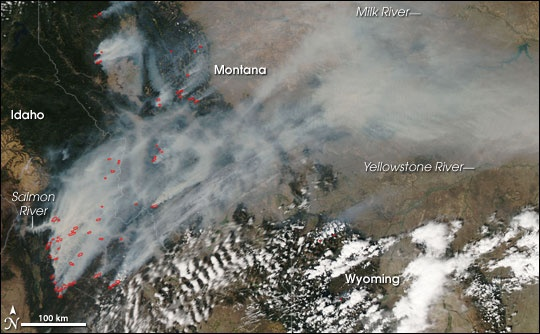 Milk River
Montana
Idaho
Yellowstone River
Salmon
River
Wyoming
N
100 km